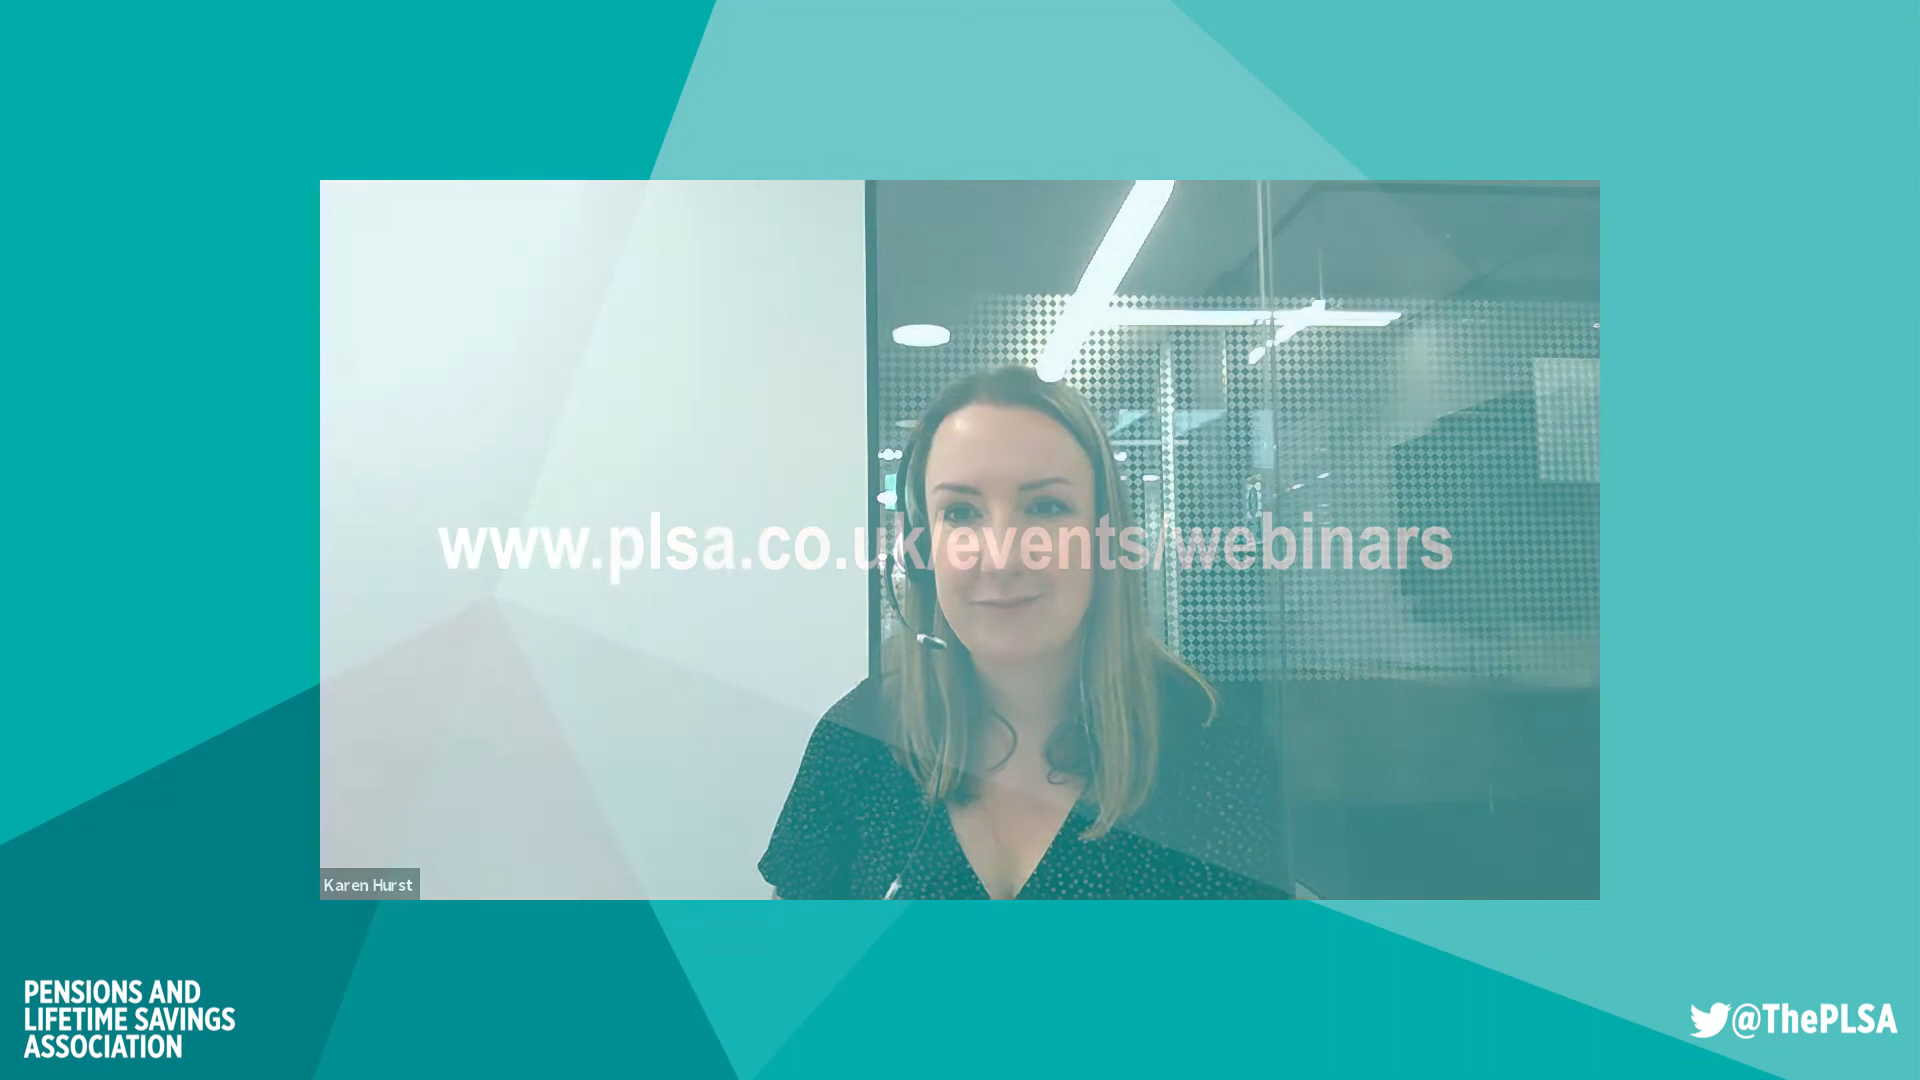 www.plsa.co.uk/events/webinars
Karen Hurst
PENSIONS AND
LIFETIME SAVINGS
ASSOCIATION
@ThePLSA